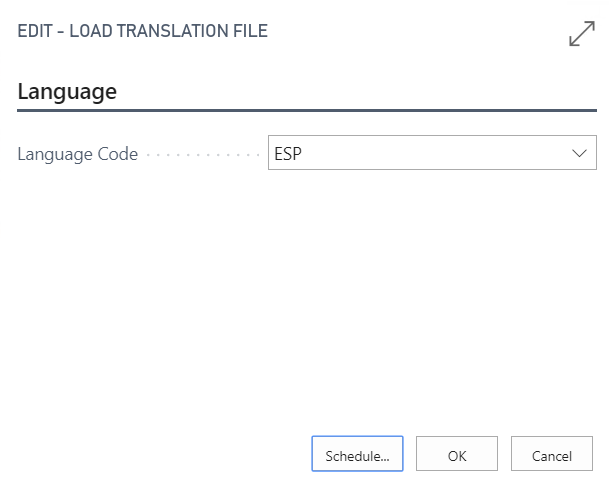 EDIT - LOAD TRANSLATION FILE
Language
Language Code ESP
Schedule... OK Cancel